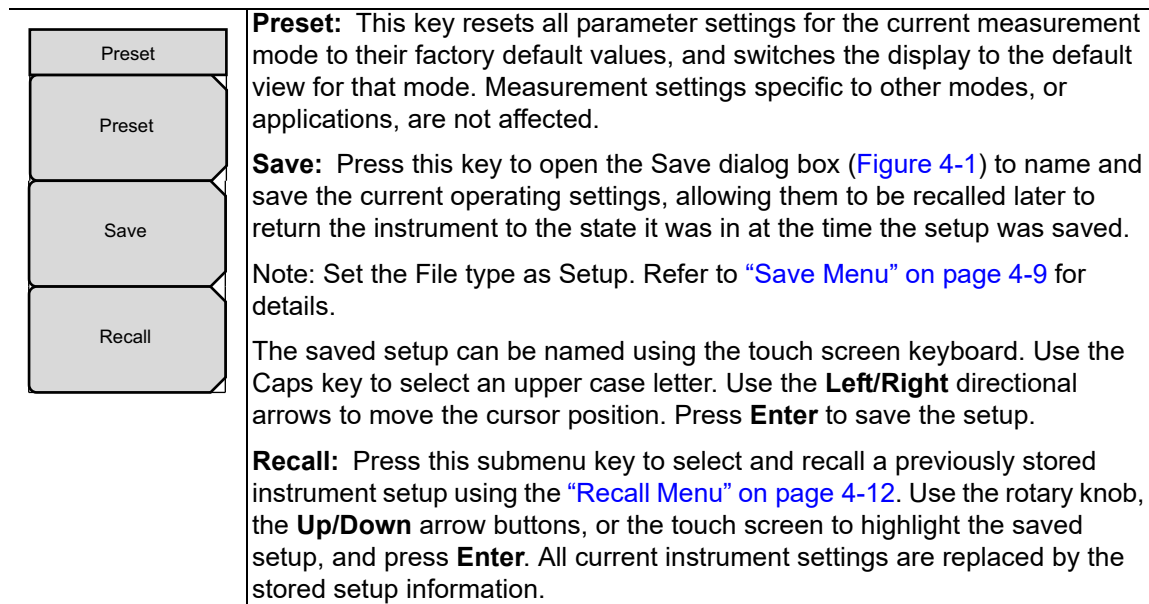 Preset
Preset
Save
Recall
Preset: This key resets all parameter settings for the current measurement
mode to their factory default values, and switches the display to the default
view for that mode. Measurement settings specific to other modes, or
applications, are not affected.
Save: Press this key to open the Save dialog box (Figure 4-1) to name and
save the current operating settings, allowing them to be recalled later to
return the instrument to the state it was in at the time the setup was saved.
Note: Set the File type as Setup. Refer to “Save Menu” on page 4-9 for
details.
The saved setup can be named using the touch screen keyboard. Use the
Caps key to select an upper case letter. Use the Left/Right directional
arrows to move the cursor position. Press Enter to save the setup.
Recall: Press this submenu key to select and recall a previously stored
instrument setup using the “Recall Menu” on page 4-12. Use the rotary knob,
the Up/Down arrow buttons, or the touch screen to highlight the saved
setup, and press Enter. All current instrument settings are replaced by the
stored setup information.